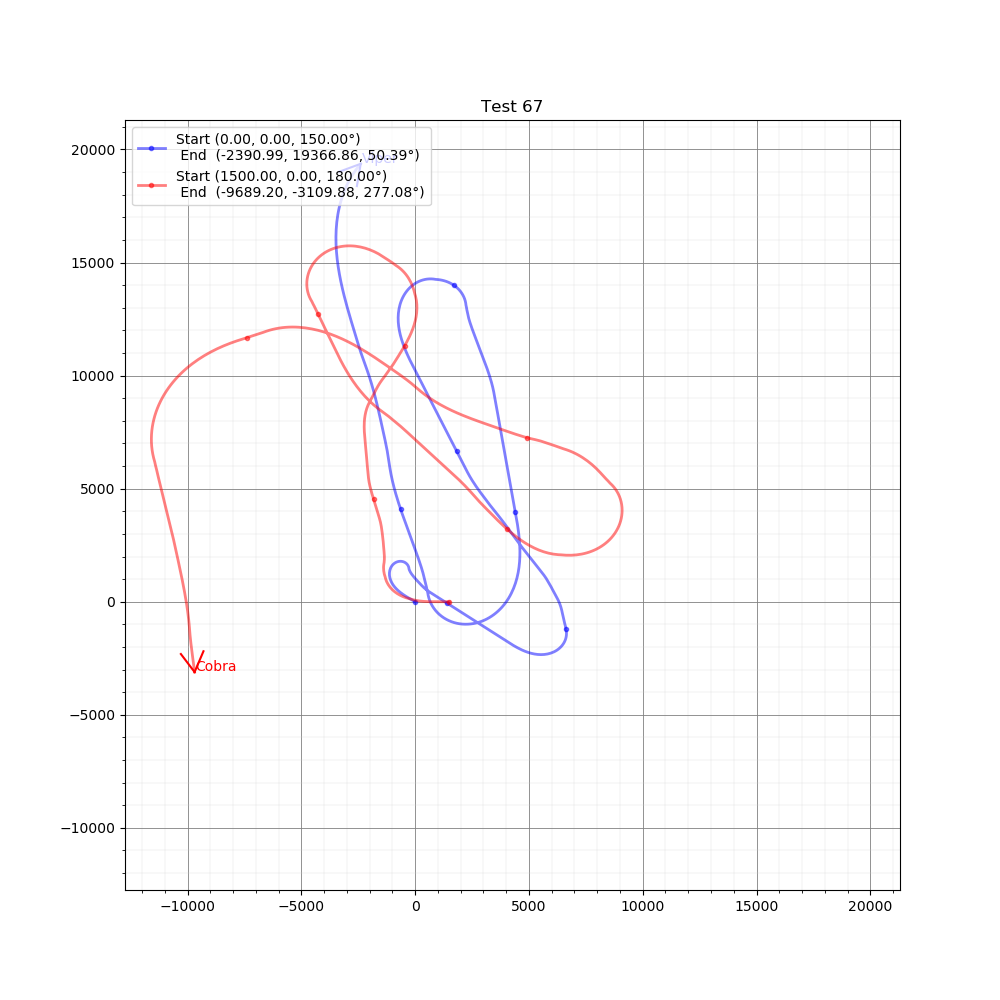 Test 67
Start (0.00, 0.00, 150.00°)
End (-2390.99, 19366.86, 50.39°)
Start (1500.00, 0.00, 180.00°)
End (-9689.20, -3109.88, 277.08°)
Viper
Cobra
20000
15000
10000
5000
0
−5000
−10000
−10000 −5000 0 5000 10000 15000 20000